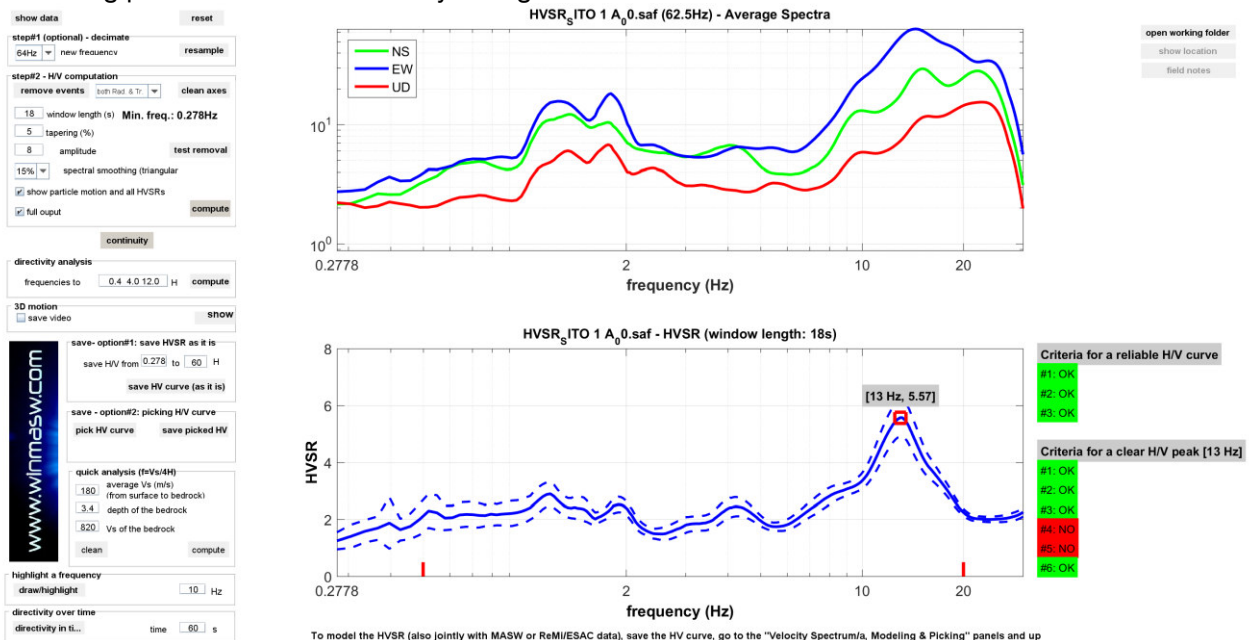 show data
reset
step#1 (optional) - decimate
64Hz
new frequency
resample
step#2 - H/V computation
remove events
both Rad. & Tr.
clean axes
18 window length (s) Min. freq.: 0.278Hz
5 tapering (%)
8 amplitude
test removal
15% spectral smoothing (triangular
show particle motion and all HVSRs
full ouput
compute
continuity
directivity analysis
frequencies to 0.4 4.0 12.0 H compute
3D motion
save video
show
www.winmasw.com
save- option#1: save HVSR as it is
save H/V from 0.278 to 60 H
save HV curve (as it is)
save - option#2: picking H/V curve
pick HV curve
save picked HV
quick analysis (f=Vs/4H)
180 average Vs (m/s)
(from surface to bedrock)
3.4 depth of the bedrock
820 Vs of the bedrock
clean
compute
highlight a frequency
draw/highlight
10 Hz
directivity over time
directivity in ti...
time 60 s
HVSRSITO 1 A00.saf (62.5Hz) - Average Spectra
NS
EW
UD
10^1
10^0
0.2778 2 10 20
frequency (Hz)
HVSRSITO 1 A00.saf - HVSR (window length: 18s)
HVSR
8
6
4
2
0
[13 Hz, 5.57]
0.2778 2 10 20
frequency (Hz)
To model the HVSR (also jointly with MASW or ReMi/ESAC data), save the HV curve, go to the "Velocity Spectrum/a, Modeling & Picking" panels and up
open working folder
show location
field notes
Criteria for a reliable H/V curve
#1: OK
#2: OK
#3: OK
Criteria for a clear H/V peak [13 Hz]
#1: OK
#2: OK
#3: OK
#4: NO
#5: NO
#6: OK